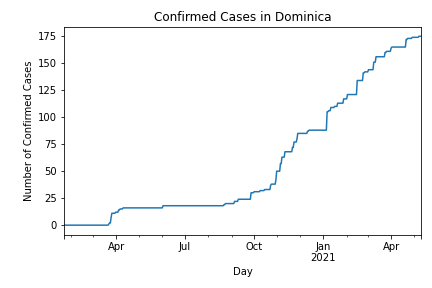 Confirmed Cases in Dominica
175
150
125
100
75
50
25
0
Number of Confirmed Cases
Apr Jul Oct Jan Apr
2021
Day